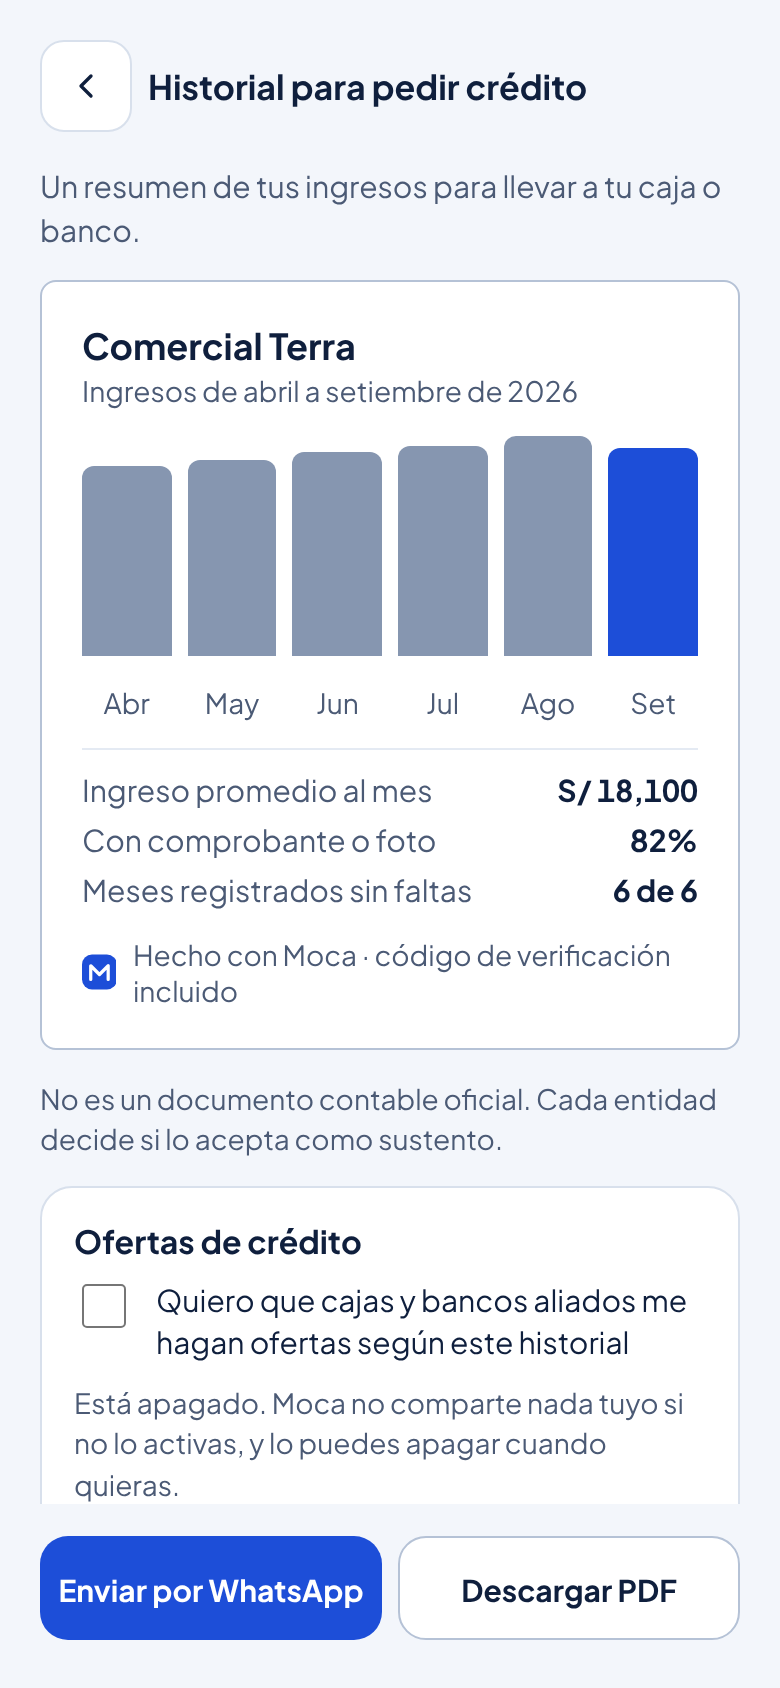 Historial para pedir crédito
Un resumen de tus ingresos para llevar a tu caja o
banco.
Comercial Terra
Ingresos de abril a setiembre de 2026
Abr May Jun Jul Ago Set
Ingreso promedio al mes S/ 18,100
Con comprobante o foto 82%
Meses registrados sin faltas 6 de 6
M Hecho con Moca · código de verificación
incluido
No es un documento contable oficial. Cada entidad
decide si lo acepta como sustento.
Ofertas de crédito
Quiero que cajas y bancos aliados me
hagan ofertas según este historial
Está apagado. Moca no comparte nada tuyo si
no lo activas, y lo puedes apagar cuando
quieras.
Enviar por WhatsApp Descargar PDF